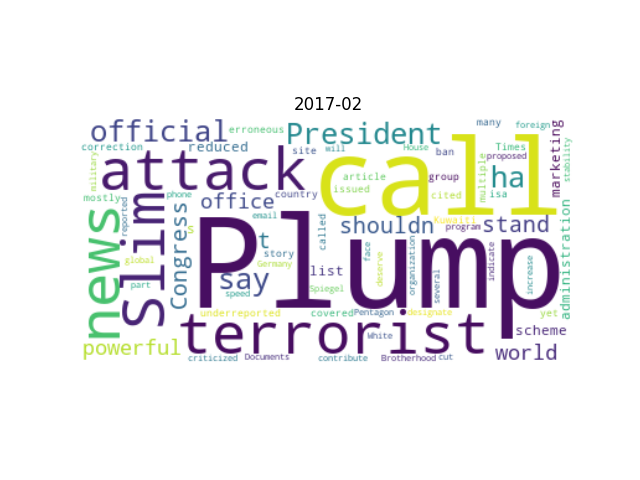 2017-02
official
erroneous
President
many
foreign
correction
reduced
site
will
House
ban
Times
proposed
marketing
stability
military
attack
call
article
group
multiple
ha
mostly
phone
office
country
issued
cited
isa
news
reported
Slim
Congress
S
t
email
called
shouldn
Kuwaiti
program
stand
administration
story
face
Plump
global
say
Germany
list
deserve
organization
several
indicate
increase
part
speed
Spiegel
underreported
covered
Pentagon
designate
yet
terrorist
White
scheme
powerful
criticized
Documents
contribute
Brotherhood
cut
world